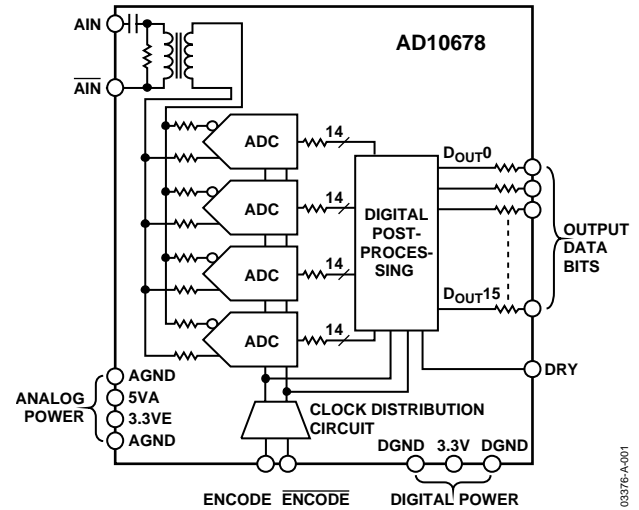 AIN
AIN
AD10678
ADC
14
ADC
14
ADC
14
ADC
14
DIGITAL
POST-
PROCES-
SING
DOUT0
DOUT15
OUTPUT
DATA
BITS
DRY
ANALOG
POWER
AGND
5VA
3.3VE
AGND
CLOCK DISTRIBUTION
CIRCUIT
DGND 3.3V DGND
ENCODE ENCODE
DIGITAL POWER
03376-A-001